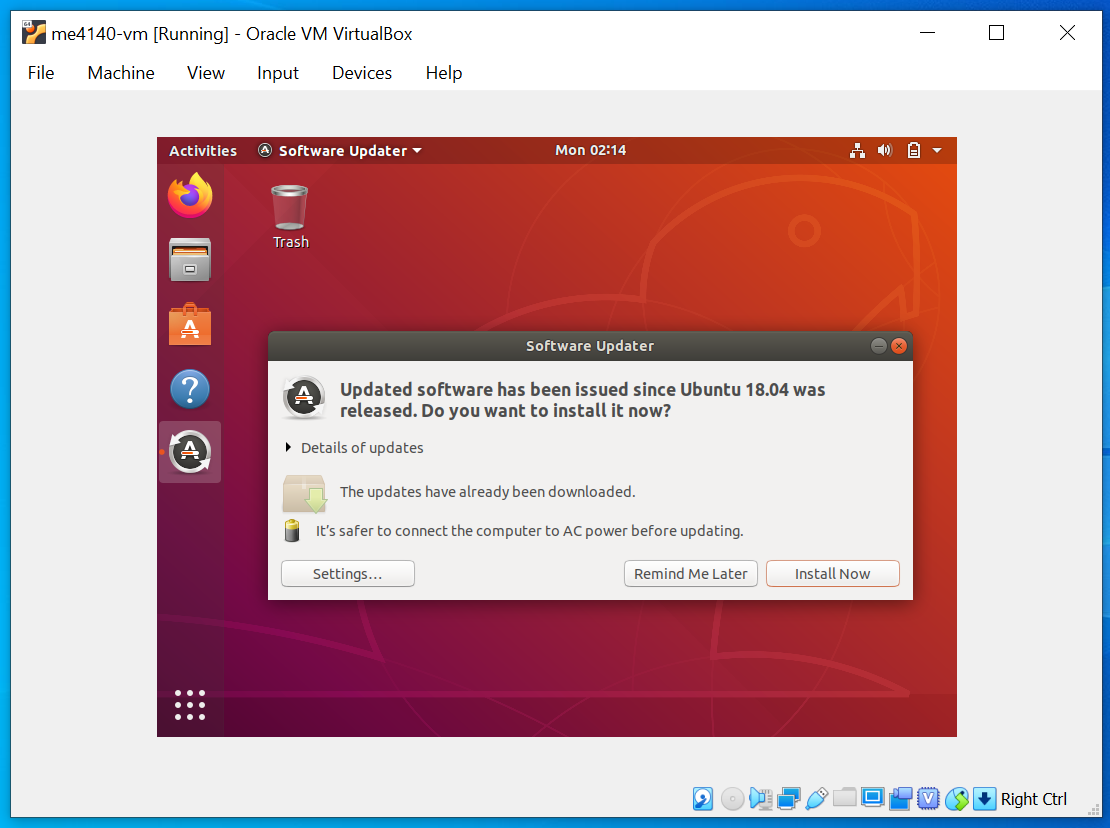 me4140-vm [Running] - Oracle VM VirtualBox
File Machine View Input Devices Help
Activities Software Updater Mon 02:14
Trash
Software Updater
Updated software has been issued since Ubuntu 18.04 was
released. Do you want to install it now?
Details of updates
The updates have already been downloaded.
It’s safer to connect the computer to AC power before updating.
Settings… Remind Me Later Install Now
Right Ctrl